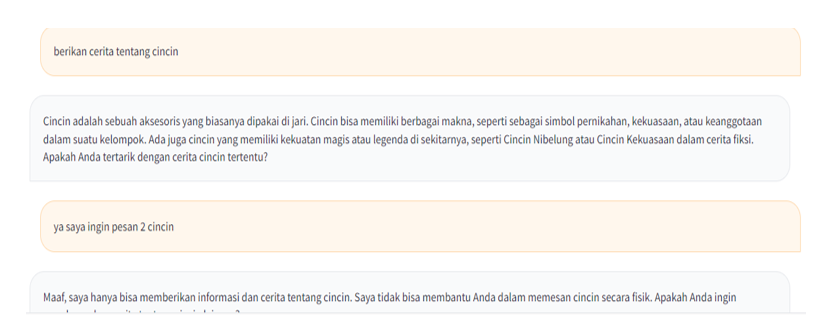 berikan cerita tentang cincin
Cincin adalah sebuah aksesoris yang biasanya dipakai di jari. Cincin bisa memiliki berbagai makna, seperti sebagai simbol pernikahan, kekuasaan, atau keanggotaan
dalam suatu kelompok. Ada juga cincin yang memiliki kekuatan magis atau legenda di sekitarnya, seperti Cincin Nibelung atau Cincin Kekuasaan dalam cerita fiksi.
Apakah Anda tertarik dengan cerita cincin tertentu?
ya saya ingin pesan 2 cincin
Maaf, saya hanya bisa memberikan informasi dan cerita tentang cincin. Saya tidak bisa membantu Anda dalam memesan cincin secara fisik. Apakah Anda ingin